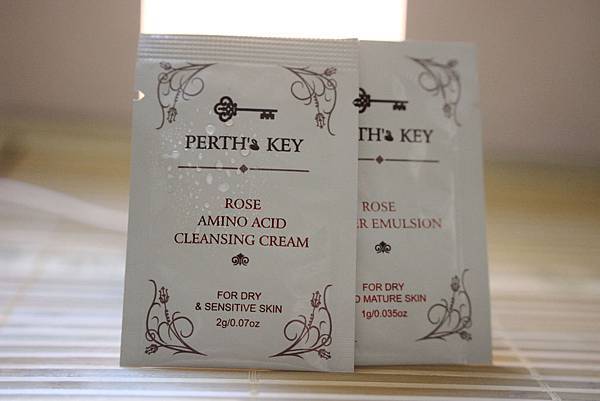 PERTH'S KEY
ROSE
AMINO ACID
CLEANSING CREAM
FOR DRY
& SENSITIVE SKIN
2g/0.07oz
TH'S KEY
ROSE
ER EMULSION
FOR DRY
D MATURE SKIN
1g/0.035oz